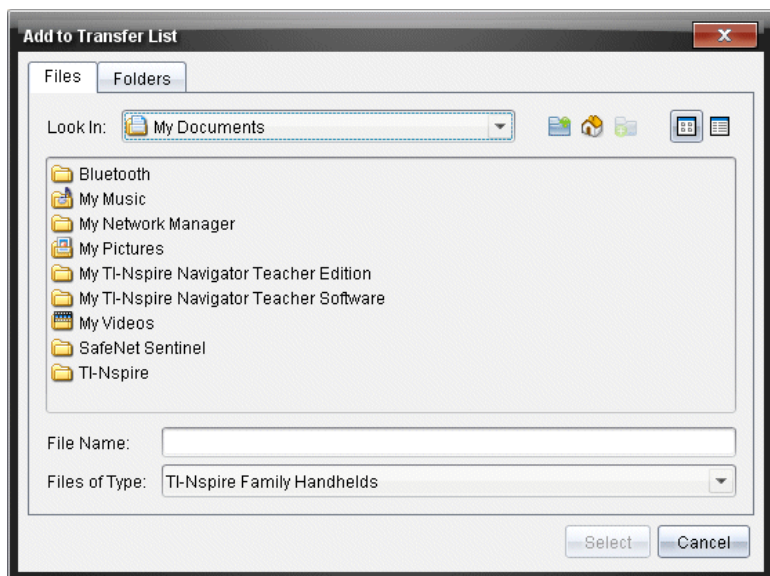 Add to Transfer List
Files Folders
Look In: My Documents
Bluetooth
My Music
My Network Manager
My Pictures
My TI-Nspire Navigator Teacher Edition
My TI-Nspire Navigator Teacher Software
My Videos
SafeNet Sentinel
TI-Nspire
File Name:
Files of Type: TI-Nspire Family Handhelds
Select Cancel